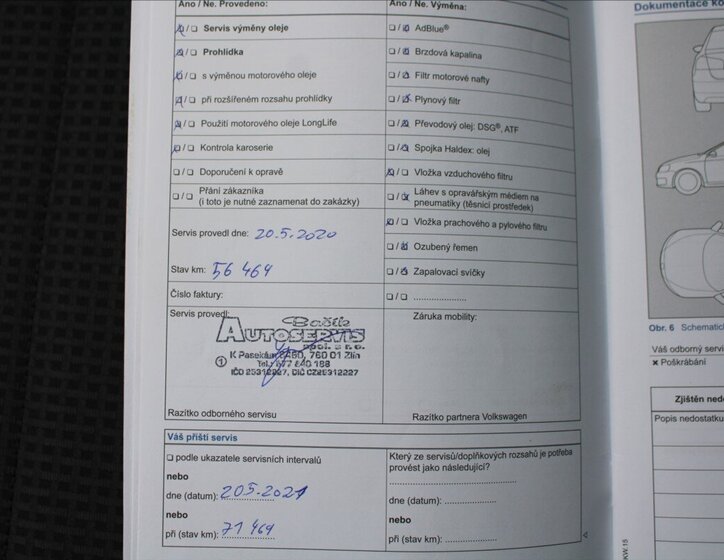 Ano / Ne. Provedeno:
Ano / Ne. Výměna:
Dokumentace
☒/☐ Servis výměny oleje
☒/☐ Prohlídka
☒/☐ s výměnou motorového oleje
☒/☐ při rozšířeném rozsahu prohlídky
☒/☐ Použití motorového oleje LongLife
☒/☐ Kontrola karoserie
☐/☐ Doporučení k opravě
☐/☐ Přání zákazníka
(i toto je nutné zaznamenat do zakázky)
Servis provedl dne: 20.5.2020
Stav km: 56 464
Číslo faktury:
Servis provedl:
AUTOSERVIS
spol. s r.o.
760 01 Zlín
Razítko odborného servisu
☐/☒ AdBlue®
☐/☒ Brzdová kapalina
☐/☒ Filtr motorové nafty
☐/☒ Plynový filtr
☐/☒ Převodový olej: DSG®, ATF
☐/☒ Spojka Haldex: olej
☒/☐ Vložka vzduchového filtru
☐/☒ Láhev s opravářským médiem na
pneumatiky (těsnicí prostředek)
☒/☐ Vložka prachového a pylového filtru
☐/☒ Ozubený řemen
☐/☒ Zapalovací svíčky
☐/☐ ....................
Záruka mobility:
Razítko partnera Volkswagen
Váš příští servis
☐ podle ukazatele servisních intervalů
nebo
dne (datum): 20.5.2021
nebo
při (stav km): 71 464
Který ze servisů/doplňkových rozsahů je potřeba
provést jako následující?
dne (datum): ....................
nebo
při (stav km): ....................
Obr. 6 Schematic
Váš odborný servi
× Poškrábání
Zjištěn ned
Popis nedostatku
KW 15